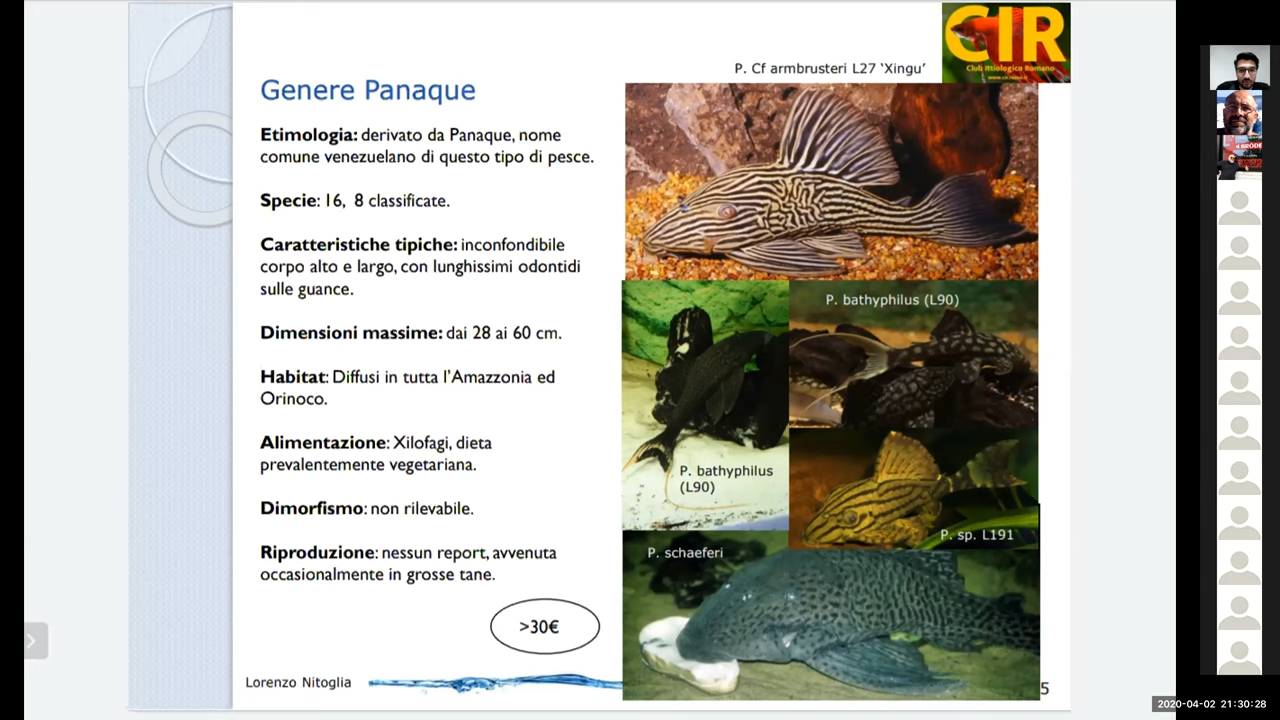 CIR
Club Ittiologico Romano
www.cir.roma.it
P. Cf armbrusteri L27 ‘Xingu’
Genere Panaque
Etimologia: derivato da Panaque, nome
comune venezuelano di questo tipo di pesce.
Specie: 16, 8 classificate.
Caratteristiche tipiche: inconfondibile
corpo alto e largo, con lunghissimi odontidi
sulle guance.
Dimensioni massime: dai 28 ai 60 cm.
Habitat: Diffusi in tutta l’Amazzonia ed
Orinoco.
Alimentazione: Xilofagi, dieta
prevalentemente vegetariana.
Dimorfismo: non rilevabile.
Riproduzione: nessun report, avvenuta
occasionalmente in grosse tane.
>30€
P. bathyphilus (L90)
P. bathyphilus
(L90)
P. sp. L191
P. schaeferi
Lorenzo Nitoglia
5
2020-04-02 21:30:28